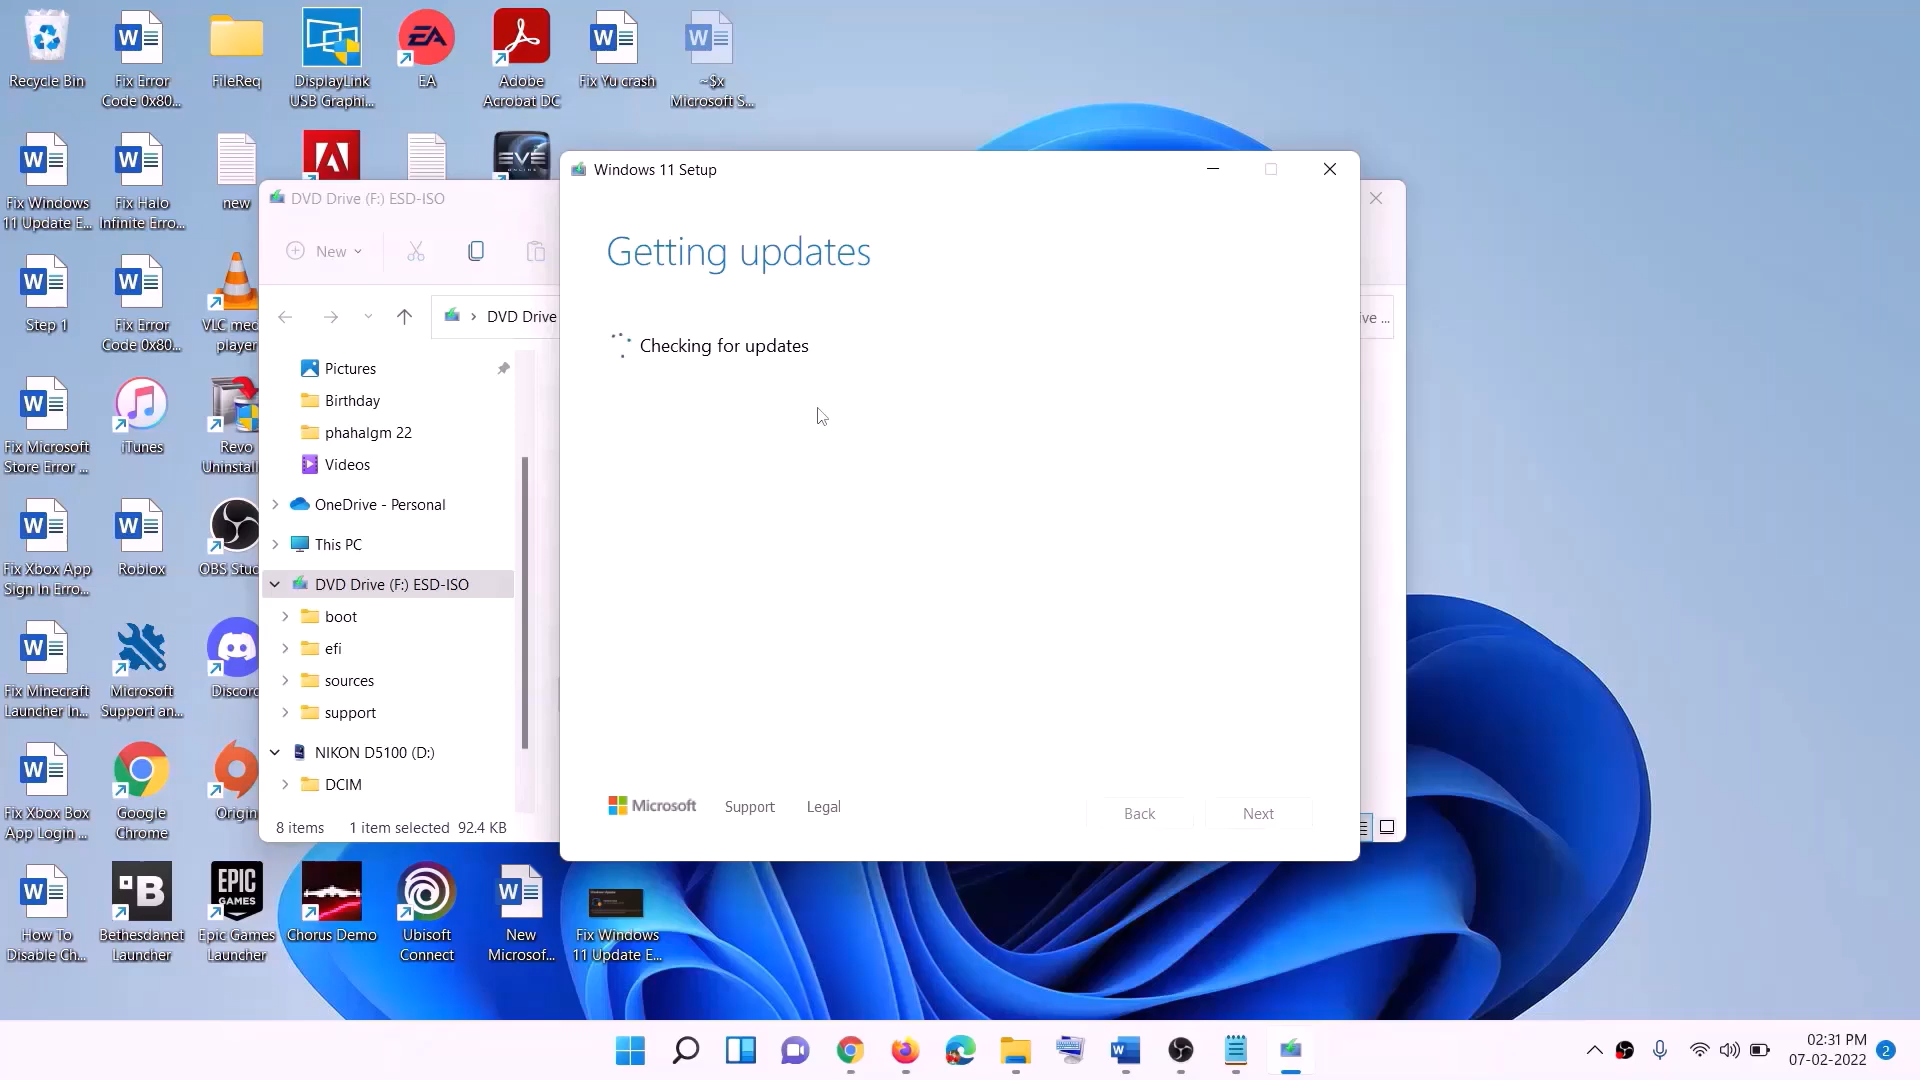 Recycle Bin
Fix Error
Code 0x80...
FileReq
DisplayLink
USB Graphi...
EA
Adobe
Acrobat DC
Fix Yu crash
~$x
Microsoft S...
Fix Windows
11 Update E...
Fix Halo
Infinite Erro...
new
EVE
ONLINE
Step 1
Fix Error
Code 0x80...
VLC med
player
Fix Microsoft
Store Error ...
iTunes
Revo
Uninstall
Fix Xbox App
Sign In Erro...
Roblox
OBS Stud
Fix Minecraft
Launcher In...
Microsoft
Support an...
Discord
Fix Xbox Box
App Login ...
Google
Chrome
Origin
How To
Disable Ch...
Bethesda.net
Launcher
EPIC
GAMES
Epic Games
Launcher
Chorus Demo
Ubisoft
Connect
New
Microsof...
Fix Windows
11 Update E...
DVD Drive (F:) ESD-ISO
New
DVD Drive
ve ...
Pictures
Birthday
phahalgm 22
Videos
OneDrive - Personal
This PC
DVD Drive (F:) ESD-ISO
boot
efi
sources
support
NIKON D5100 (D:)
DCIM
8 items 1 item selected 92.4 KB
Windows 11 Setup
Getting updates
Checking for updates
Microsoft Support Legal
Back Next
02:31 PM
07-02-2022
2